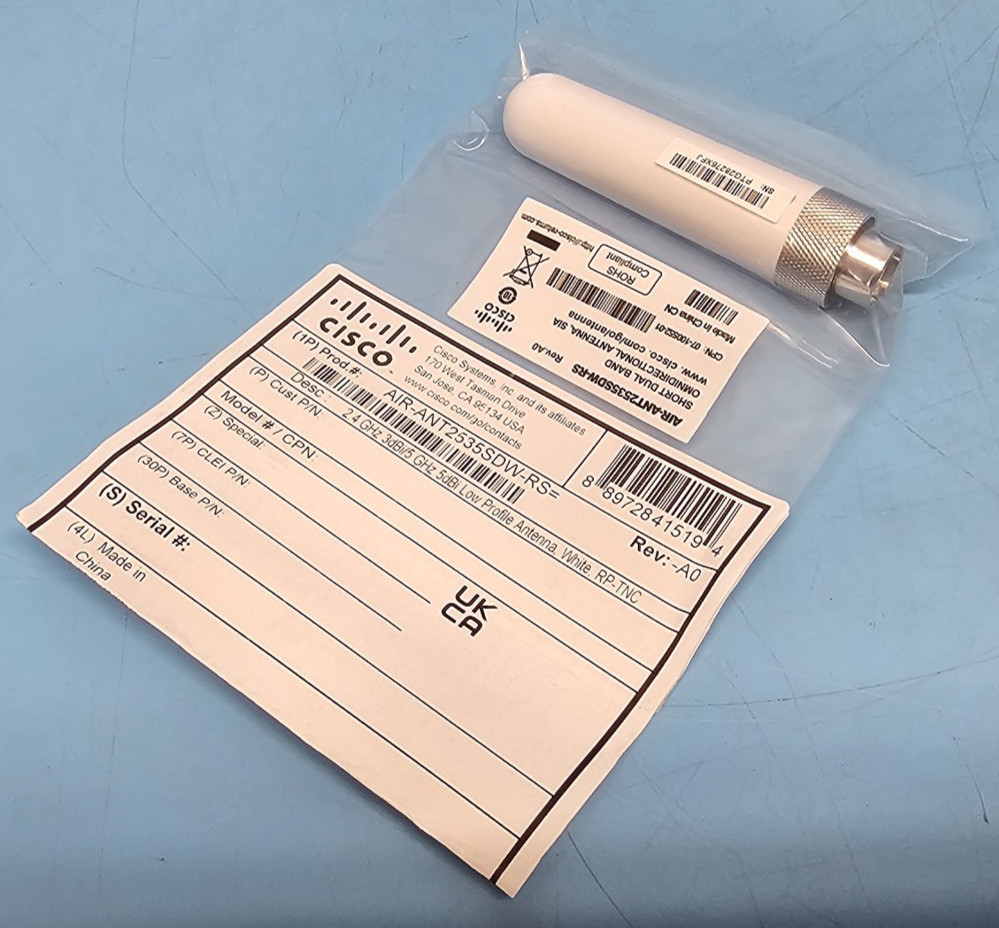 CISCO
Cisco Systems, Inc. and its affiliates
170 West Tasman Drive
San Jose, CA 95134 USA
www.cisco.com/go/contacts
8 89728 41519 4
(1P) Prod #:
AIR-ANT2535SDW-RS=
Rev: -A0
Desc.: 2.4 GHz 3dBi/5 GHz 5dBi Low Profile Antenna, White, RP-TNC
(P) Cust P/N:
Model # / CPN:
(Z) Special:
(7P) CLEI P/N:
(30P) Base P/N:
(S) Serial #:
(4L) Made in
China
UK
CA
AIR-ANT2535SDW-RS Rev.A0
SHORT DUAL BAND
OMNIDIRECTIONAL ANTENNA, SIA
www.cisco.com/go/antenna
CPN: 07-10052-01
Made in China CN
ROHS
Compliant
http://cisco-returns.com
10
CISCO
SN: PTG28276XPJ